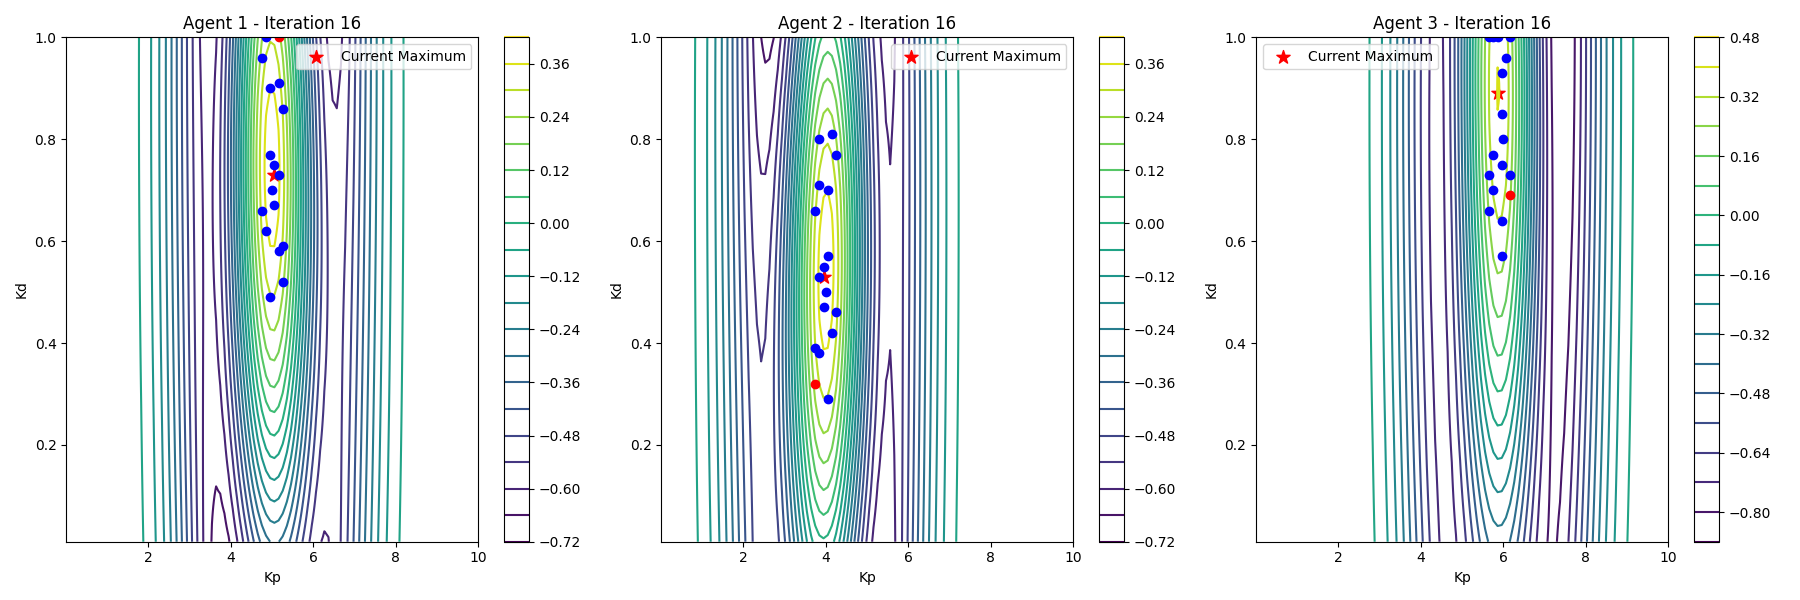 Agent 1 - Iteration 16
Current Maximum
1.0
0.8
0.6
0.4
0.2
Kd
2 4 6 8 10
Kp
0.36
0.24
0.12
0.00
−0.12
−0.24
−0.36
−0.48
−0.60
−0.72
Agent 2 - Iteration 16
Current Maximum
1.0
0.8
0.6
0.4
0.2
Kd
2 4 6 8 10
Kp
0.36
0.24
0.12
0.00
−0.12
−0.24
−0.36
−0.48
−0.60
−0.72
Agent 3 - Iteration 16
Current Maximum
1.0
0.8
0.6
0.4
0.2
Kd
2 4 6 8 10
Kp
0.48
0.32
0.16
0.00
−0.16
−0.32
−0.48
−0.64
−0.80